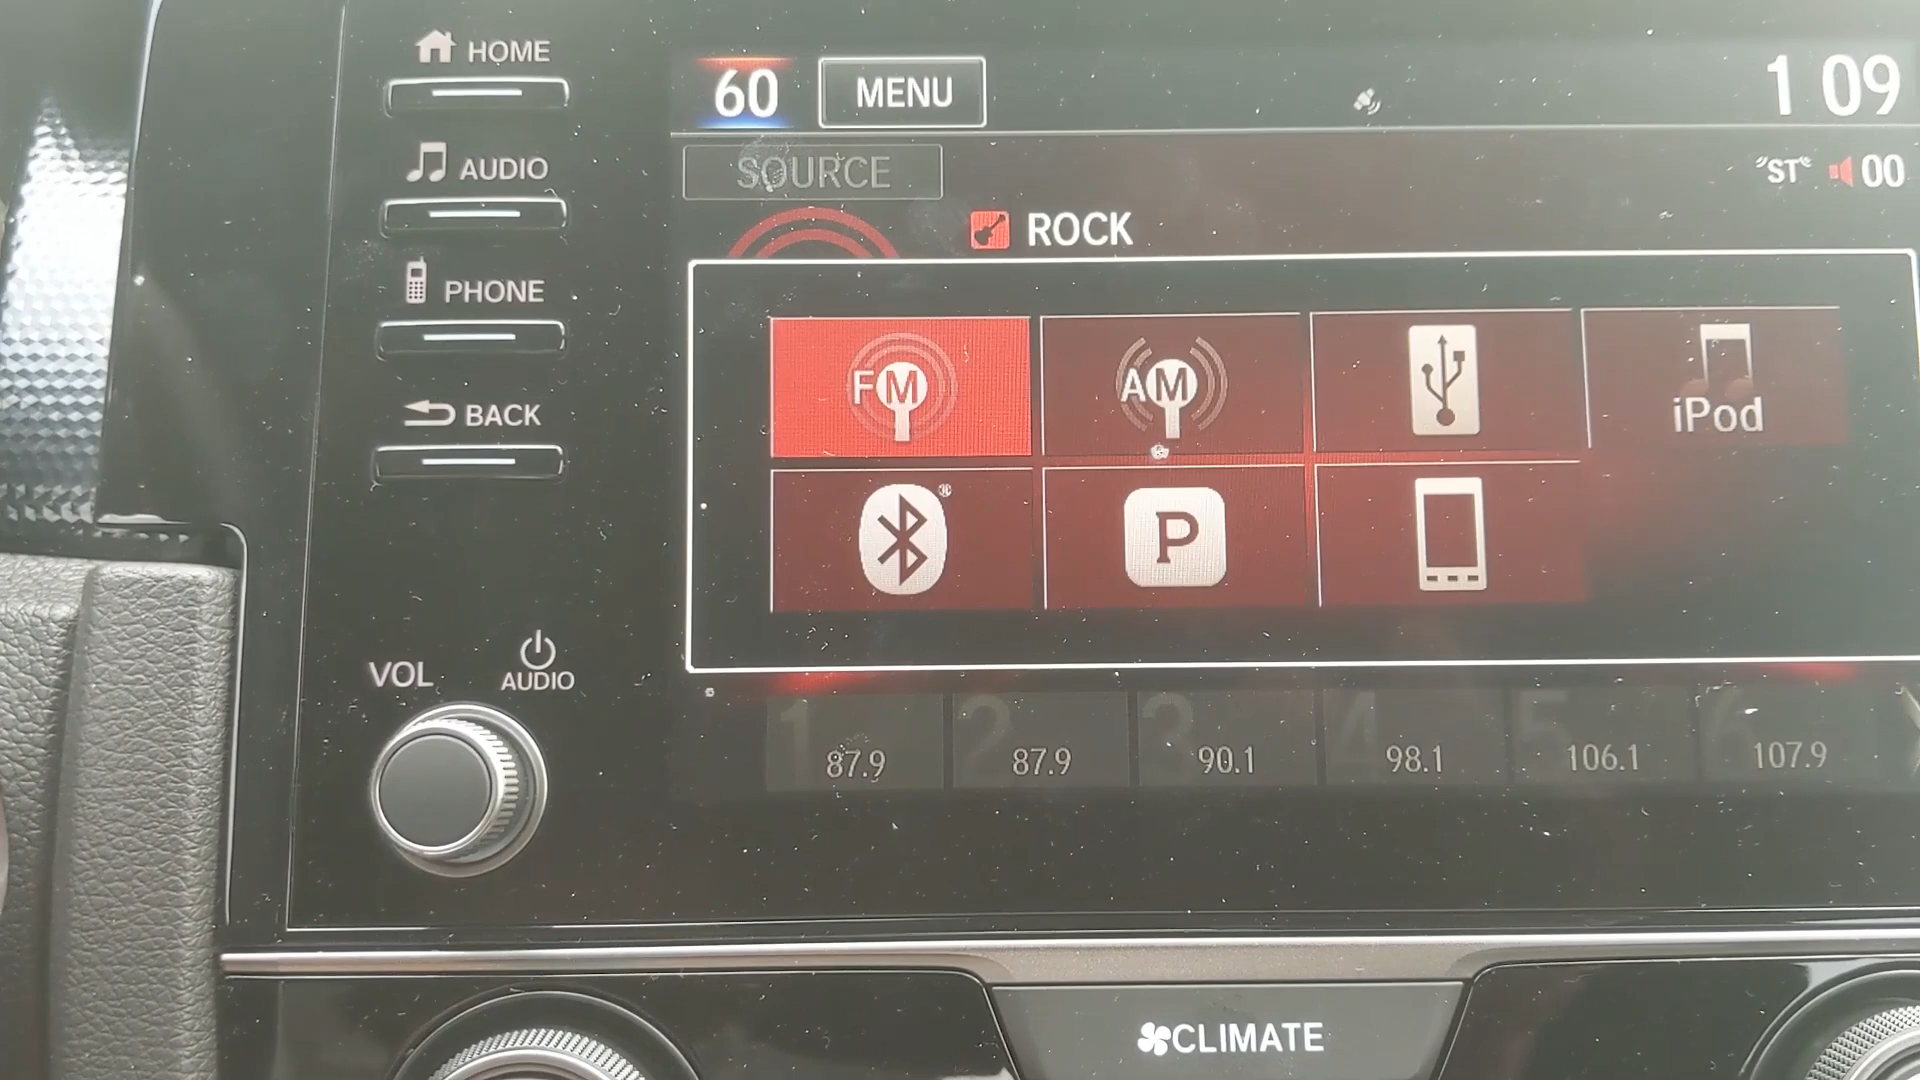 HOME
60
MENU
1 09
AUDIO
SOURCE
"ST" 00
ROCK
PHONE
FM
AM
iPod
BACK
®
P
VOL
AUDIO
1 87.9
2 87.9
3 90.1
4 98.1
5 106.1
6 107.9
CLIMATE